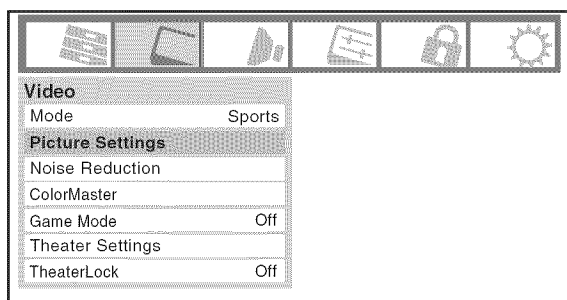 Video
Mode Sports
Picture Settings
Noise Reduction
ColorMaster
Game Mode Off
Theater Settings
TheaterLock Off